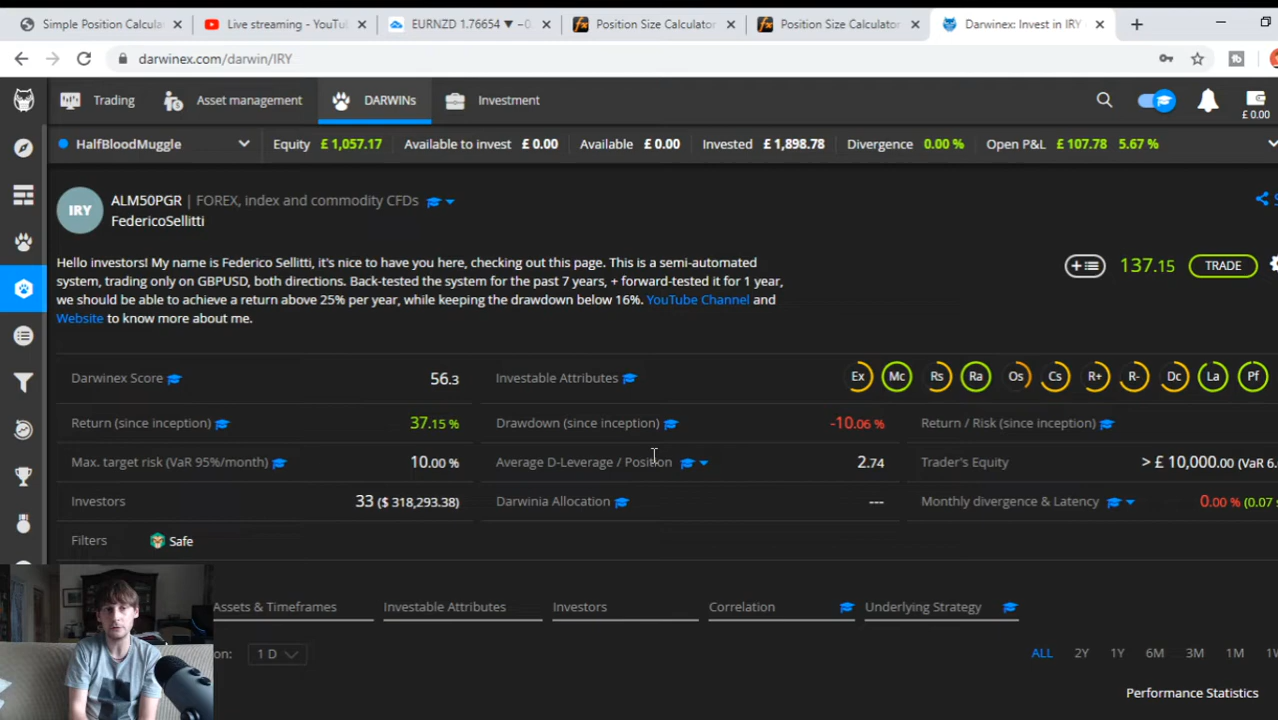 Simple Position Calcula
Live streaming - YouTu
EURNZD 1.76654 ▼ −0.
Position Size Calculator
Position Size Calculator
Darwinex: Invest in IRY
darwinex.com/darwin/IRY
Trading
Asset management
DARWINs
Investment
£ 0.00
HalfBloodMuggle
Equity £ 1,057.17
Available to invest £ 0.00
Available £ 0.00
Invested £ 1,898.78
Divergence 0.00 %
Open P&L £ 107.78 5.67 %
IRY
ALM50PGR | FOREX, index and commodity CFDs
FedericoSellitti
Hello investors! My name is Federico Sellitti, it's nice to have you here, checking out this page. This is a semi-automated
system, trading only on GBPUSD, both directions. Back-tested the system for the past 7 years, + forward-tested it for 1 year,
we should be able to achieve a return above 25% per year, while keeping the drawdown below 16%. YouTube Channel and
Website to know more about me.
137.15
TRADE
Darwinex Score 56.3
Investable Attributes Ex Mc Rs Ra Os Cs R+ R- Dc La Pf
Return (since inception) 37.15 %
Drawdown (since inception) -10.06 %
Return / Risk (since inception)
Max. target risk (VaR 95%/month) 10.00 %
Average D-Leverage / Position 2.74
Trader's Equity > £ 10,000.00 (VaR 6.
Investors 33 ($ 318,293.38)
Darwinia Allocation ---
Monthly divergence & Latency 0.00 % (0.07
Filters Safe
Assets & Timeframes
Investable Attributes
Investors
Correlation
Underlying Strategy
on: 1 D
ALL 2Y 1Y 6M 3M 1M 1W
Performance Statistics